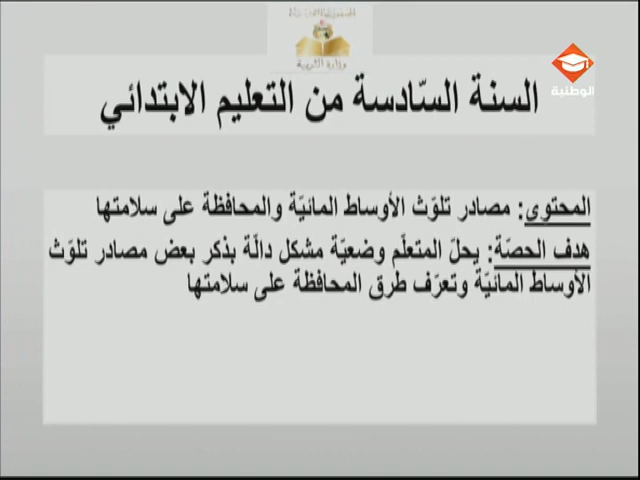 وزارة التربية
الوطنية
السنة السّادسة من التعليم الابتدائي
المحتوى: مصادر تلوّث الأوساط المائيّة والمحافظة على سلامتها
هدف الحصّة: يحلّ المتعلّم وضعيّة مشكل دالّة بذكر بعض مصادر تلوّث
الأوساط المائيّة وتعرّف طرق المحافظة على سلامتها